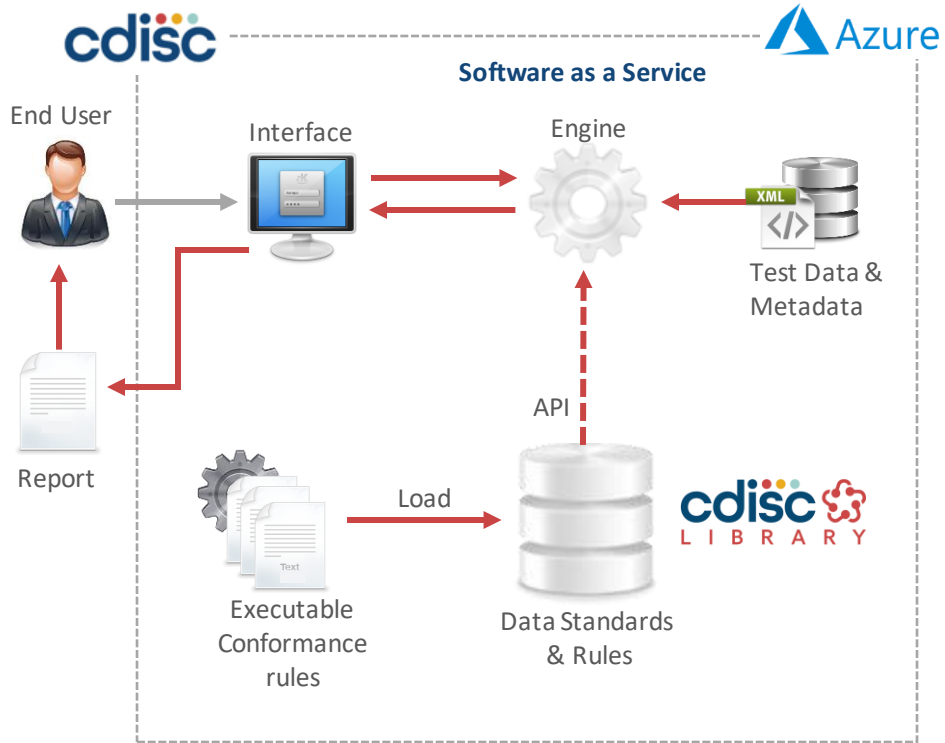 cdisc
Azure
Software as a Service
End User
Interface
Engine
XML
</>
Test Data &
Metadata
API
Report
Load
Text
cdisc
LIBRARY
Executable
Conformance
rules
Data Standards
& Rules